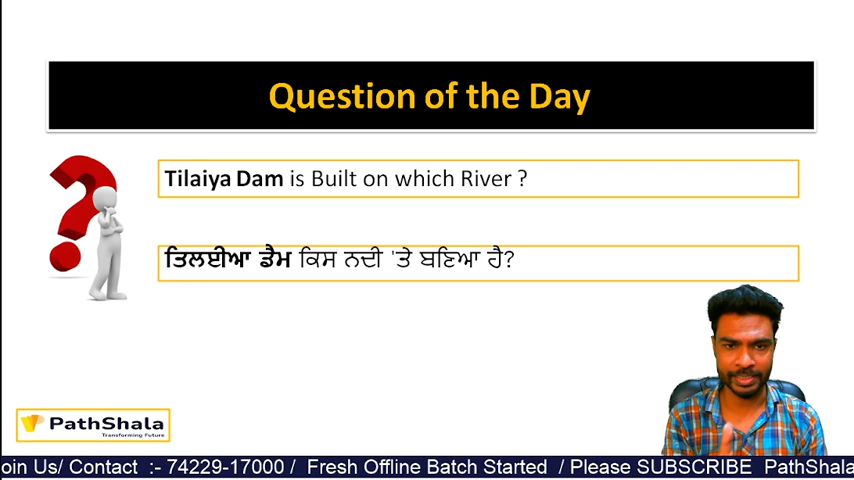 Question of the Day
Tilaiya Dam is Built on which River ?
ਤਿਲਈਆ ਡੈਮ ਕਿਸ ਨਦੀ 'ਤੇ ਬਣਿਆ ਹੈ?
PathShala
Transforming Future
oin Us/ Contact :- 74229-17000 / Fresh Offline Batch Started / Please SUBSCRIBE PathShala